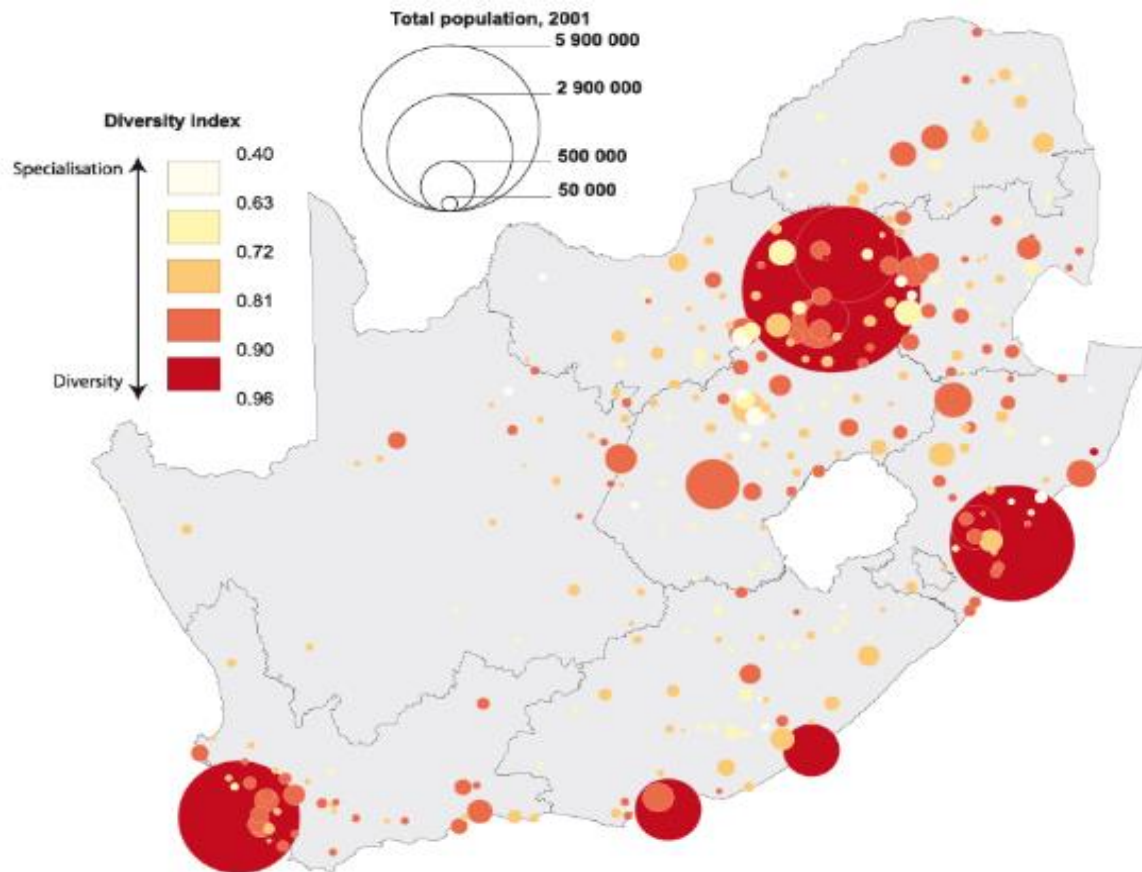 Total population, 2001
5 900 000
2 900 000
500 000
50 000
Diversity Index
Specialisation
Diversity
0.40
0.63
0.72
0.81
0.90
0.96